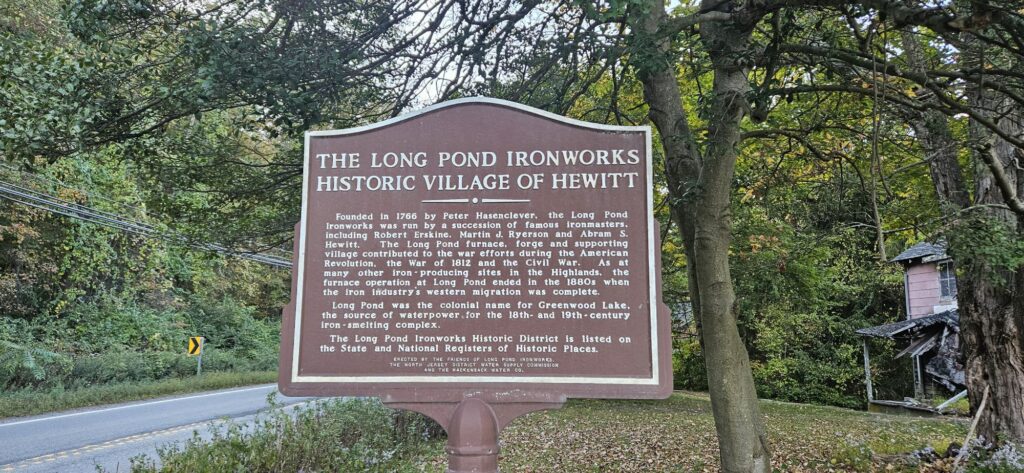 THE LONG POND IRONWORKS
HISTORIC VILLAGE OF HEWITT
Founded in 1766 by Peter Hasenclever, the Long Pond
Ironworks was run by a succession of famous ironmasters,
including Robert Erskine, Martin J. Ryerson and Abram S.
Hewitt. The Long Pond furnace, forge and supporting
village contributed to the war efforts during the American
Revolution, the War of 1812 and the Civil War. As at
many other iron-producing sites in the Highlands, the
furnace operation at Long Pond ended in the 1880s when
the iron industry's western migration was complete.
Long Pond was the colonial name for Greenwood Lake,
the source of waterpower for the 18th- and 19th-century
iron-smelting complex.
The Long Pond Ironworks Historic District is listed on
the State and National Registers of Historic Places.
ERECTED BY THE FRIENDS OF LONG POND IRONWORKS,
THE NORTH JERSEY DISTRICT WATER SUPPLY COMMISSION
AND THE HACKENSACK WATER CO.